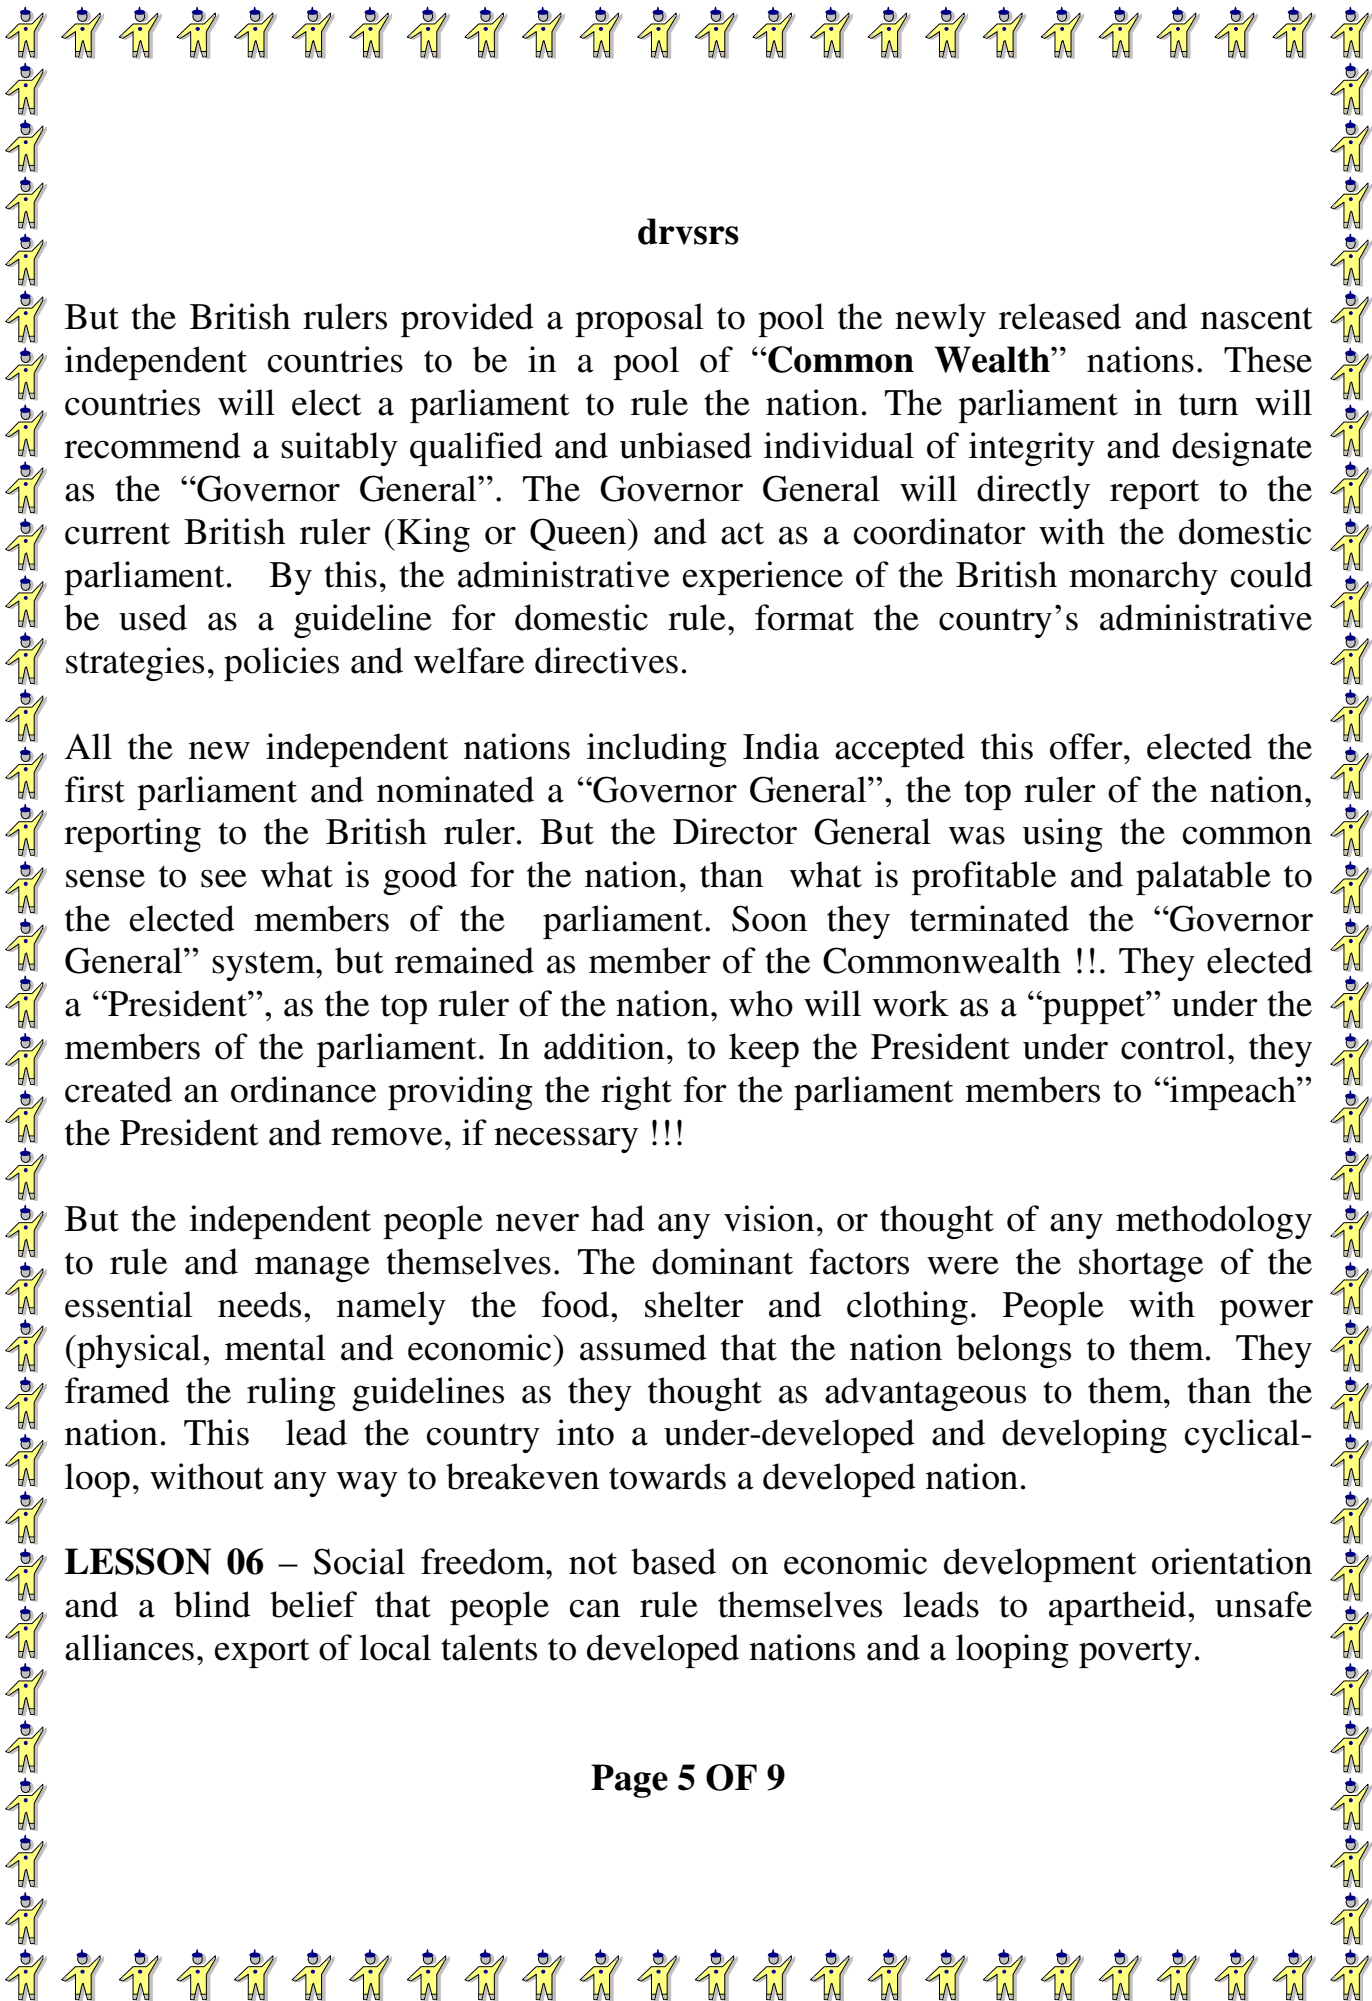 drvsrs
But the British rulers provided a proposal to pool the newly released and nascent
independent countries to be in a pool of “Common Wealth” nations. These
countries will elect a parliament to rule the nation. The parliament in turn will
recommend a suitably qualified and unbiased individual of integrity and designate
as the “Governor General”. The Governor General will directly report to the
current British ruler (King or Queen) and act as a coordinator with the domestic
parliament. By this, the administrative experience of the British monarchy could
be used as a guideline for domestic rule, format the country’s administrative
strategies, policies and welfare directives.
All the new independent nations including India accepted this offer, elected the
first parliament and nominated a “Governor General”, the top ruler of the nation,
reporting to the British ruler. But the Director General was using the common
sense to see what is good for the nation, than what is profitable and palatable to
the elected members of the parliament. Soon they terminated the “Governor
General” system, but remained as member of the Commonwealth !!. They elected
a “President”, as the top ruler of the nation, who will work as a “puppet” under the
members of the parliament. In addition, to keep the President under control, they
created an ordinance providing the right for the parliament members to “impeach”
the President and remove, if necessary !!!
But the independent people never had any vision, or thought of any methodology
to rule and manage themselves. The dominant factors were the shortage of the
essential needs, namely the food, shelter and clothing. People with power
(physical, mental and economic) assumed that the nation belongs to them. They
framed the ruling guidelines as they thought as advantageous to them, than the
nation. This lead the country into a under-developed and developing cyclical-
loop, without any way to breakeven towards a developed nation.
LESSON 06 – Social freedom, not based on economic development orientation
and a blind belief that people can rule themselves leads to apartheid, unsafe
alliances, export of local talents to developed nations and a looping poverty.
Page 5 OF 9